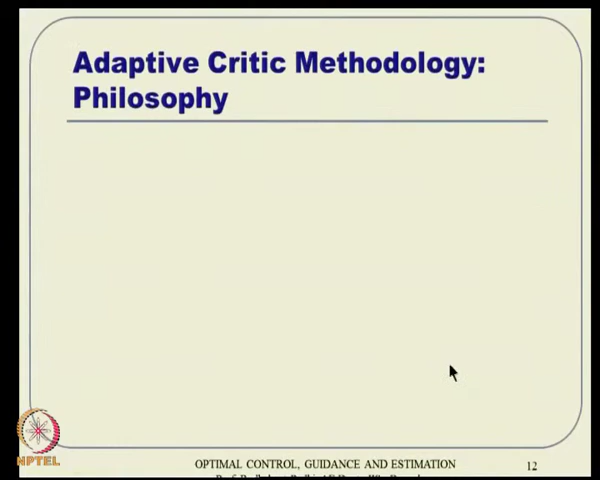 Adaptive Critic Methodology:
Philosophy
NPTEL
OPTIMAL CONTROL, GUIDANCE AND ESTIMATION
12